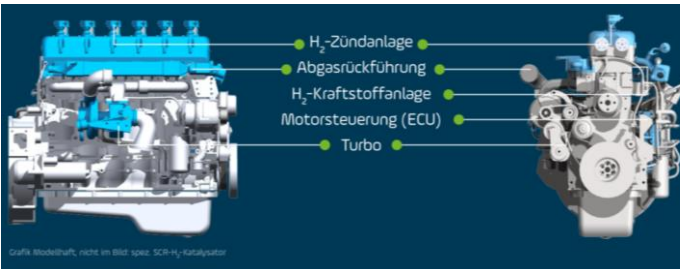 H₂-Zündanlage
Abgasrückführung
H₂-Kraftstoffanlage
Motorsteuerung (ECU)
Turbo
Grafik Modellhaft, nicht im Bild: spez. SCR-H₂-Katalysator